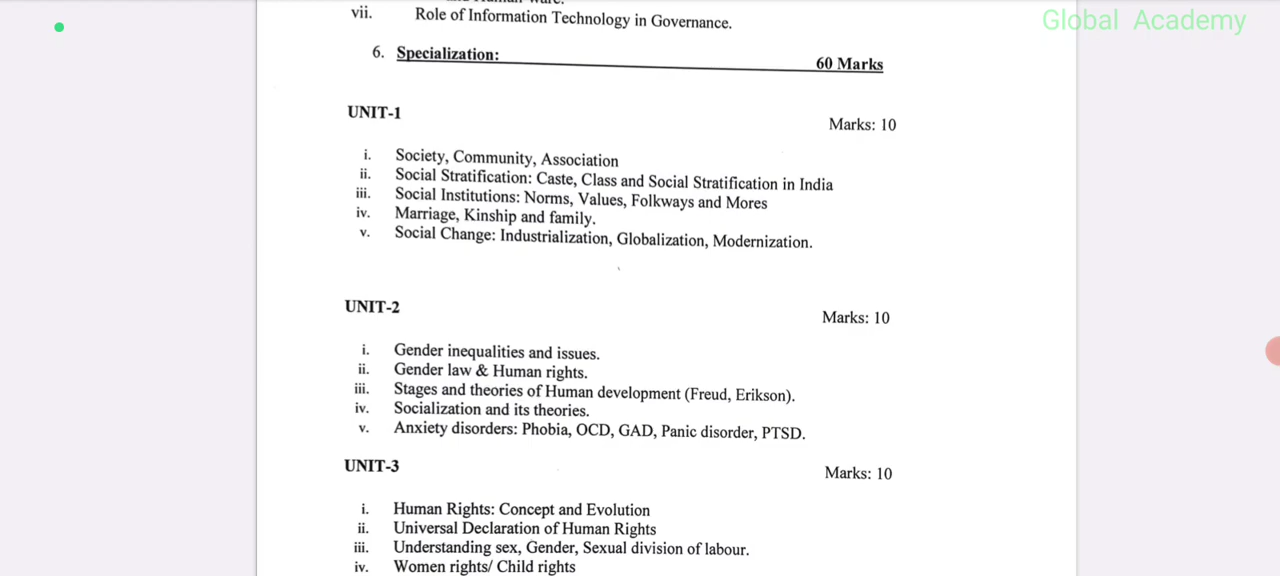 vii. Role of Information Technology in Governance.
Global Academy
6. Specialization: 60 Marks
UNIT-1
Marks: 10
i. Society, Community, Association
ii. Social Stratification: Caste, Class and Social Stratification in India
iii. Social Institutions: Norms, Values, Folkways and Mores
iv. Marriage, Kinship and family.
v. Social Change: Industrialization, Globalization, Modernization.
UNIT-2
Marks: 10
i. Gender inequalities and issues.
ii. Gender law & Human rights.
iii. Stages and theories of Human development (Freud, Erikson).
iv. Socialization and its theories.
v. Anxiety disorders: Phobia, OCD, GAD, Panic disorder, PTSD.
UNIT-3
Marks: 10
i. Human Rights: Concept and Evolution
ii. Universal Declaration of Human Rights
iii. Understanding sex, Gender, Sexual division of labour.
iv. Women rights/ Child rights